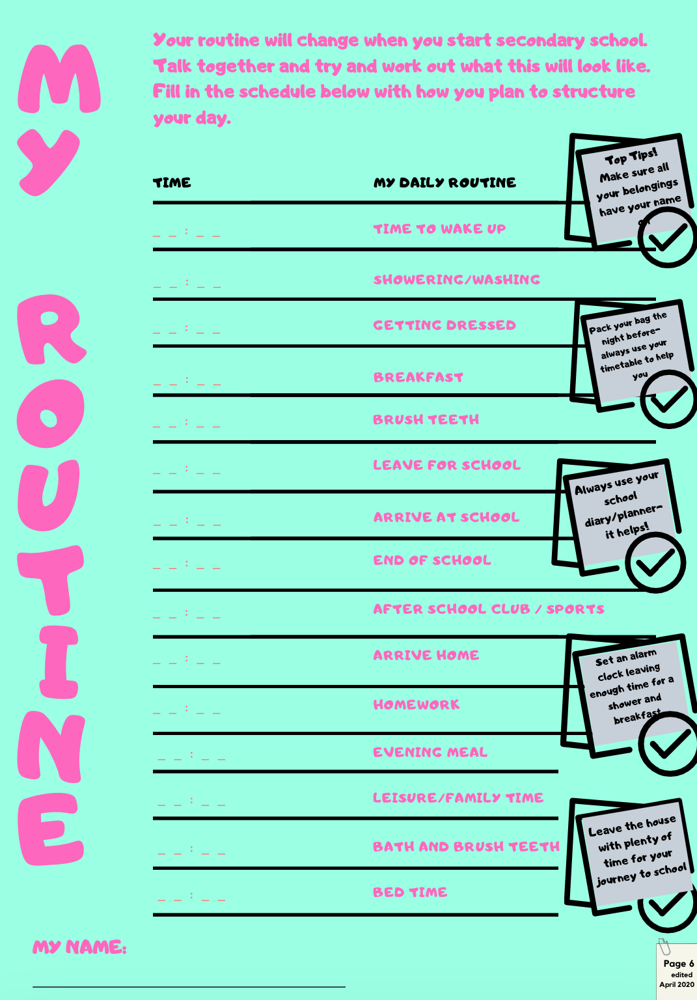 MY ROUTINE
Your routine will change when you start secondary school.
Talk together and try and work out what this will look like.
Fill in the schedule below with how you plan to structure
your day.
TIME MY DAILY ROUTINE
_ _ : _ _ TIME TO WAKE UP
_ _ : _ _ SHOWERING/WASHING
_ _ : _ _ GETTING DRESSED
_ _ : _ _ BREAKFAST
_ _ : _ _ BRUSH TEETH
_ _ : _ _ LEAVE FOR SCHOOL
_ _ : _ _ ARRIVE AT SCHOOL
_ _ : _ _ END OF SCHOOL
_ _ : _ _ AFTER SCHOOL CLUB / SPORTS
_ _ : _ _ ARRIVE HOME
_ _ : _ _ HOMEWORK
_ _ : _ _ EVENING MEAL
_ _ : _ _ LEISURE/FAMILY TIME
_ _ : _ _ BATH AND BRUSH TEETH
_ _ : _ _ BED TIME
Top Tips!
Make sure all
your belongings
have your name
on
Pack your bag the
night before-
always use your
timetable to help
you
Always use your
school
diary/planner-
it helps!
Set an alarm
clock leaving
enough time for a
shower and
breakfast
Leave the house
with plenty of
time for your
journey to school
MY NAME:
Page 6
edited
April 2020